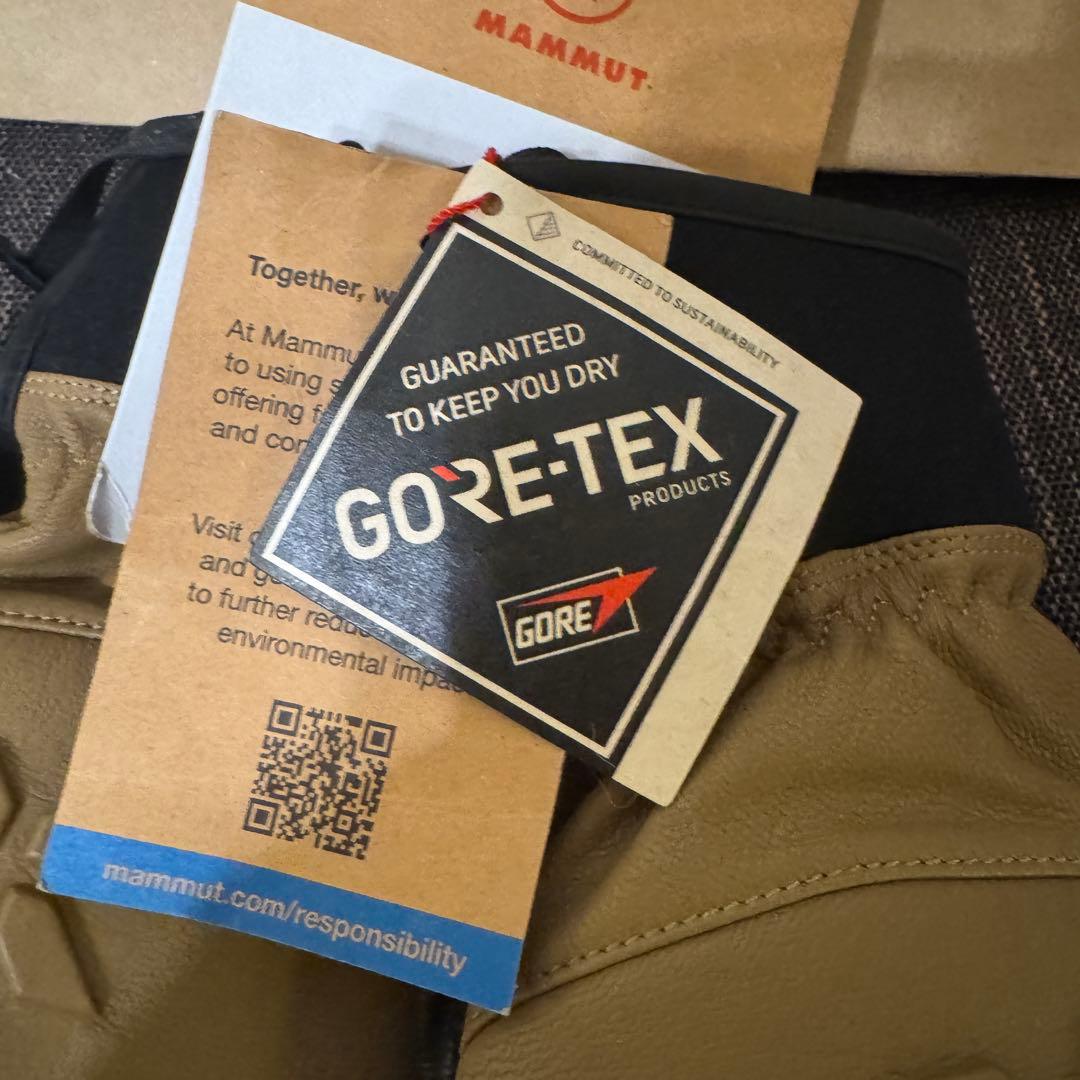 MAMMUT
Together, w
At Mammu
to using s
offering f
and con
Visit
and g
to further redu
environmental impa
mammut.com/responsibility
COMMITTED TO SUSTAINABILITY
GUARANTEED
TO KEEP YOU DRY
GORE-TEX
PRODUCTS
GORE